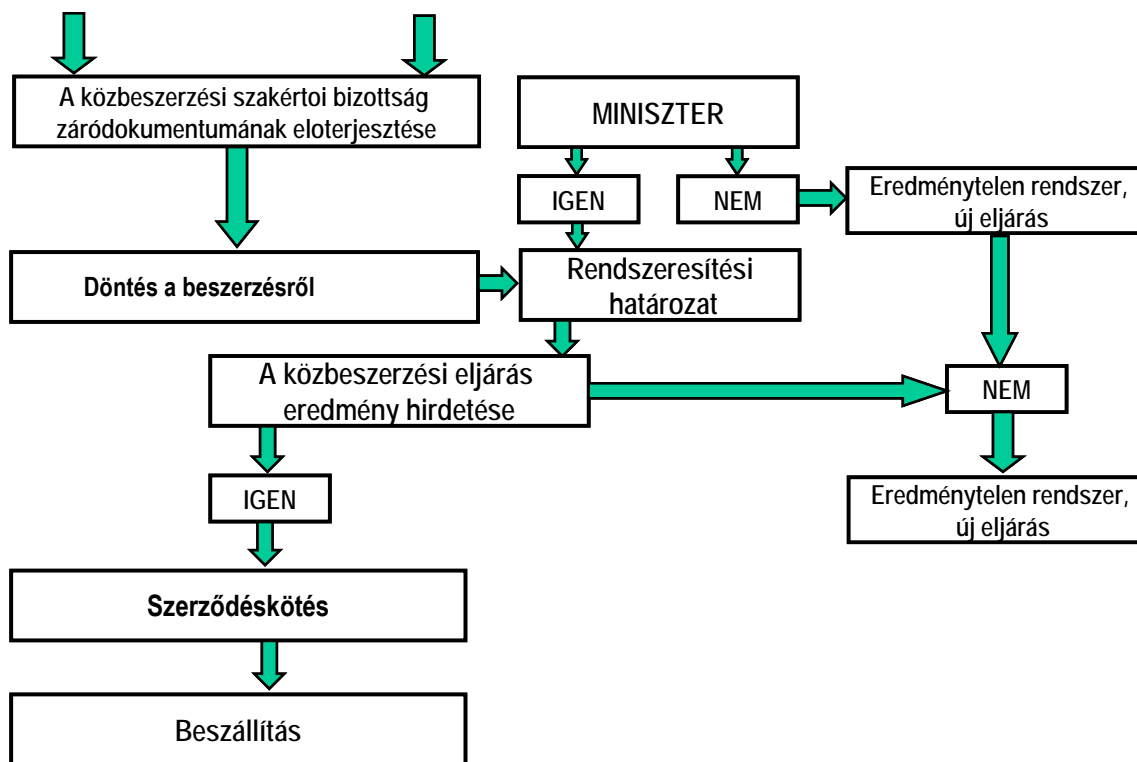 A közbeszerzési szakértoi bizottság
záródokumentumának eloterjesztése
MINISZTER
IGEN
NEM
Eredménytelen rendszer,
új eljárás
Döntés a beszerzésről
Rendszeresítési
határozat
A közbeszerzési eljárás
eredmény hirdetése
NEM
IGEN
Eredménytelen rendszer,
új eljárás
Szerződéskötés
Beszállítás